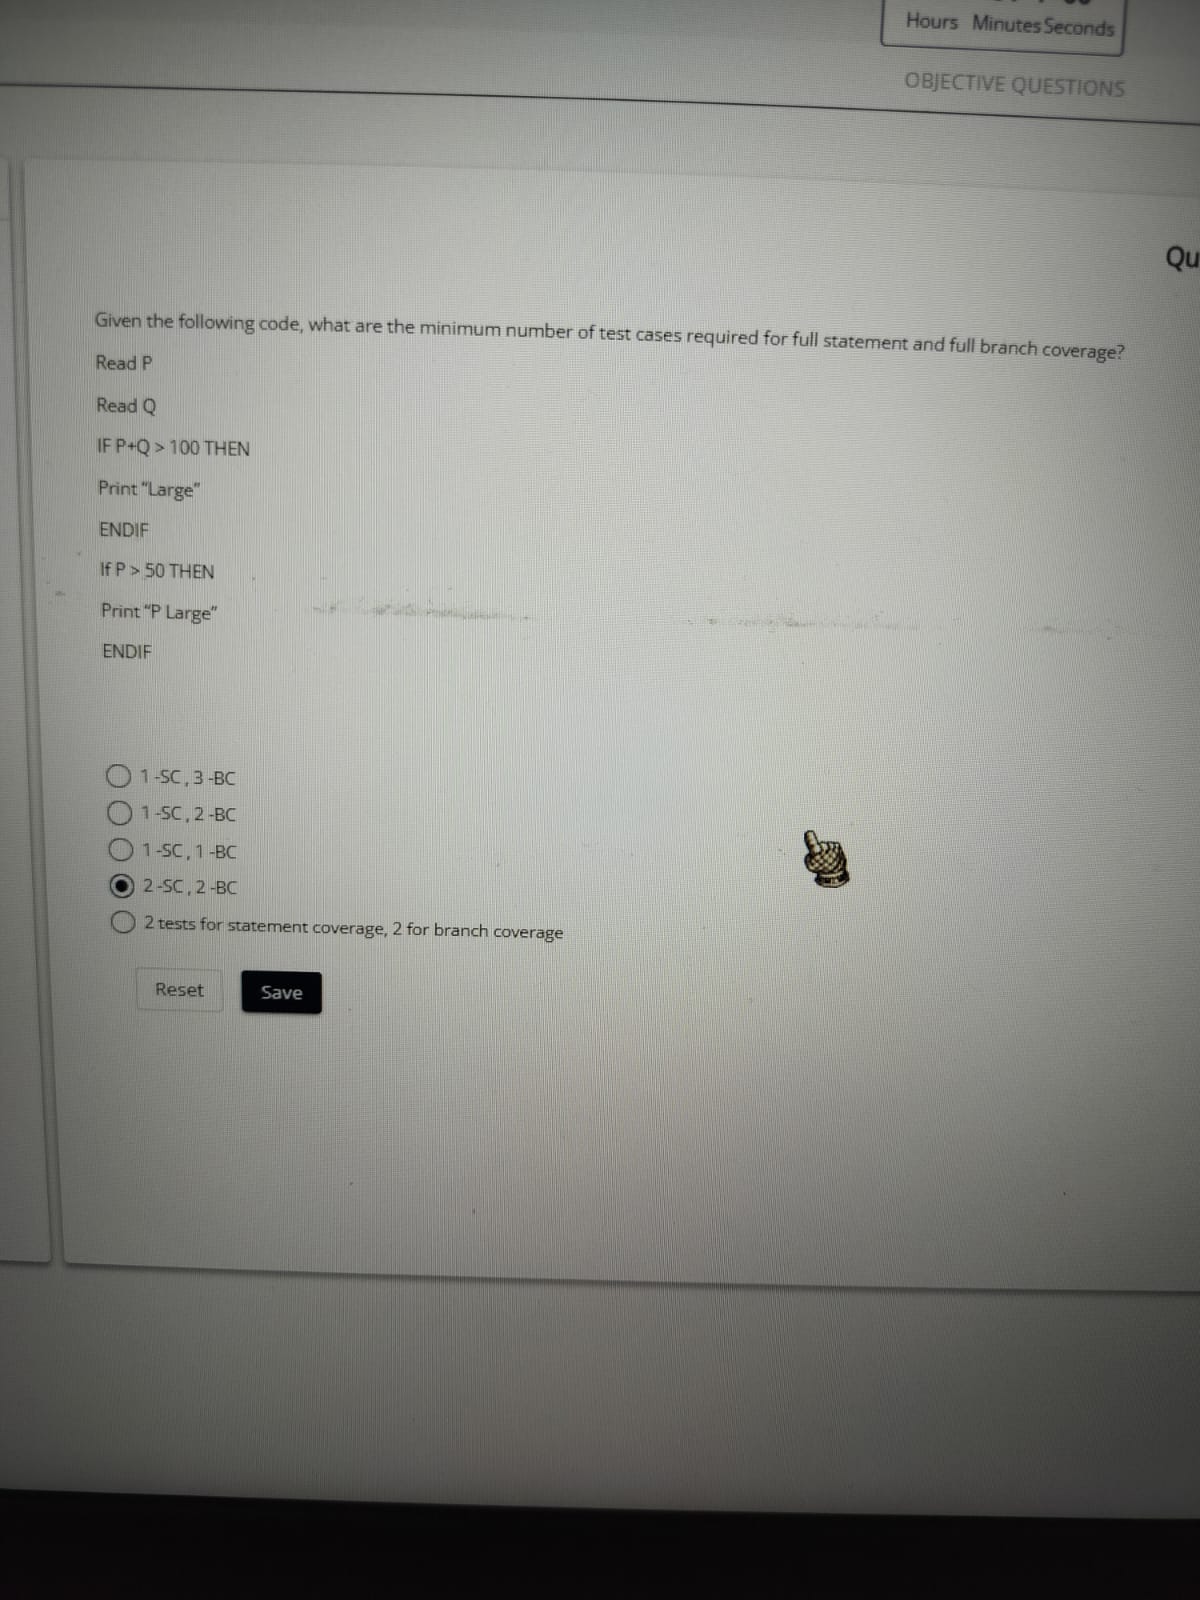 Hours Minutes Seconds
OBJECTIVE QUESTIONS
Qu
Given the following code, what are the minimum number of test cases required for full statement and full branch coverage?
Read P
Read Q
IF P+Q > 100 THEN
Print “Large”
ENDIF
If P > 50 THEN
Print “P Large”
ENDIF
1 -SC , 3 -BC
1 -SC , 2 -BC
1 -SC , 1 -BC
2 -SC , 2 -BC
2 tests for statement coverage, 2 for branch coverage
Reset Save